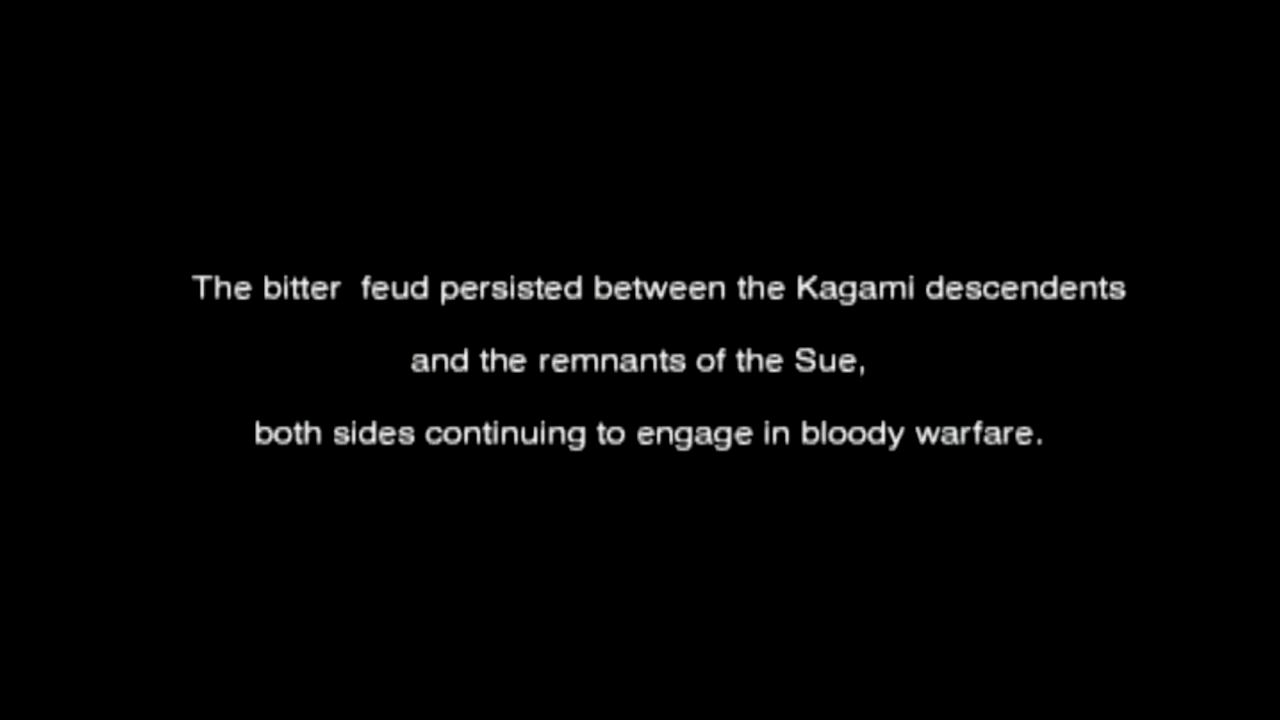 The bitter  feud persisted between the Kagami descendents
and the remnants of the Sue,
both sides continuing to engage in bloody warfare.